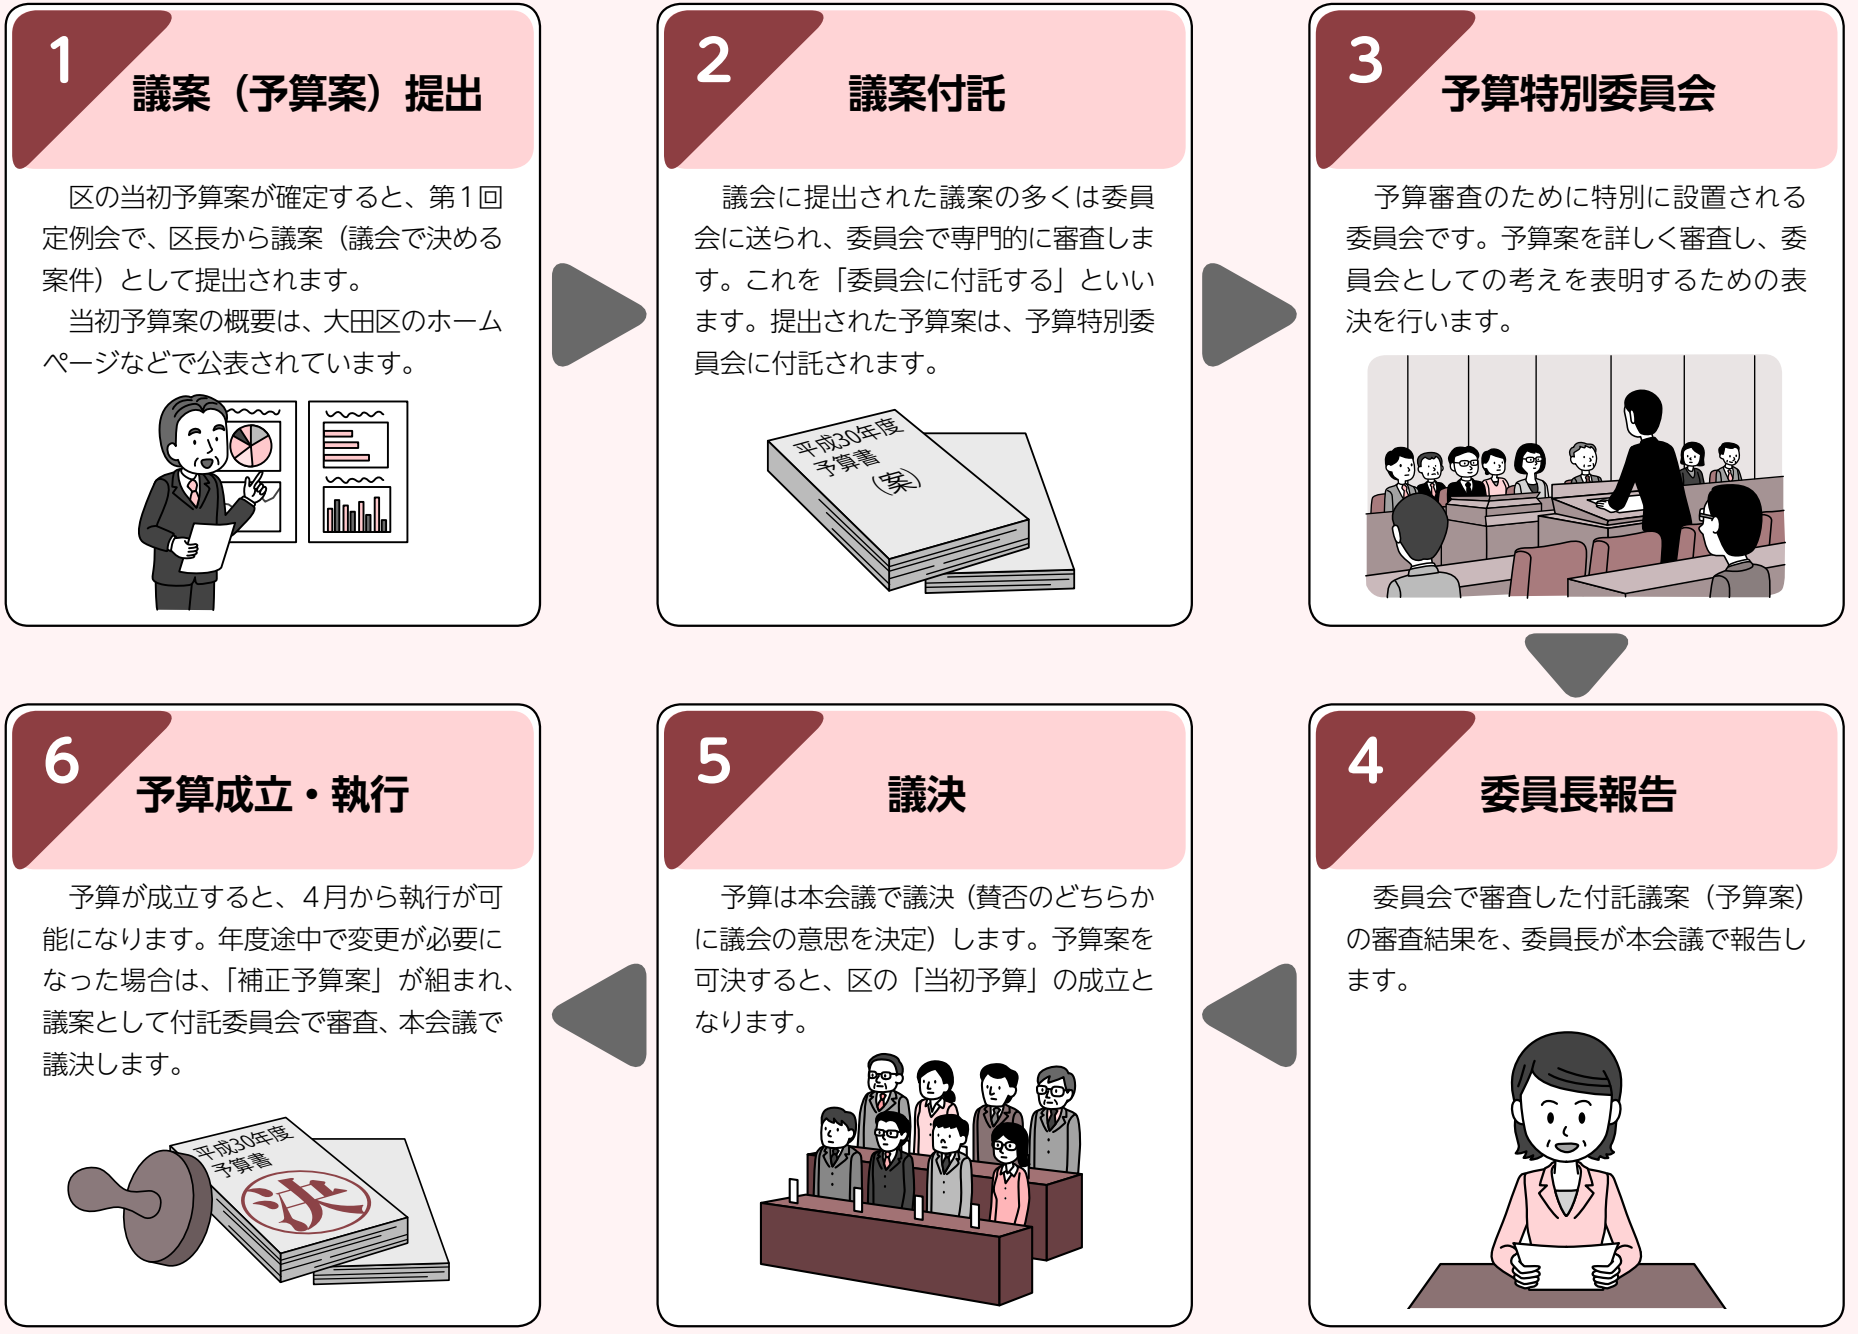 1
議案（予算案）提出
　区の当初予算案が確定すると、第１回
定例会で、区長から議案（議会で決める
案件）として提出されます。
　当初予算案の概要は、大田区のホーム
ページなどで公表されています。
2
議案付託
　議会に提出された議案の多くは委員
会に送られ、委員会で専門的に審査しま
す。これを「委員会に付託する」といい
ます。提出された予算案は、予算特別委
員会に付託されます。
平成30年度
予算書
（案）
3
予算特別委員会
　予算審査のために特別に設置される
委員会です。予算案を詳しく審査し、委
員会としての考えを表明するための表
決を行います。
4
委員長報告
　委員会で審査した付託議案（予算案）
の審査結果を、委員長が本会議で報告し
ます。
5
議決
　予算は本会議で議決（賛否のどちらか
に議会の意思を決定）します。予算案を
可決すると、区の「当初予算」の成立と
なります。
6
予算成立・執行
　予算が成立すると、４月から執行が可
能になります。年度途中で変更が必要に
なった場合は、「補正予算案」が組まれ、
議案として付託委員会で審査、本会議で
議決します。
平成30年度
予算書
決